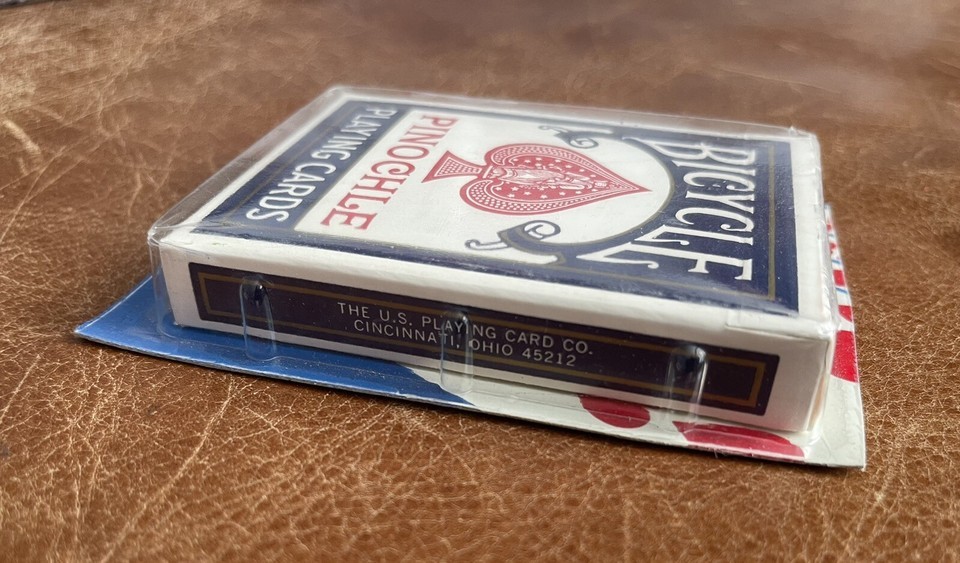 BICYCLE
PINOCHLE
PLAYING CARDS
THE U.S. PLAYING CARD CO.
CINCINNATI, OHIO 45212